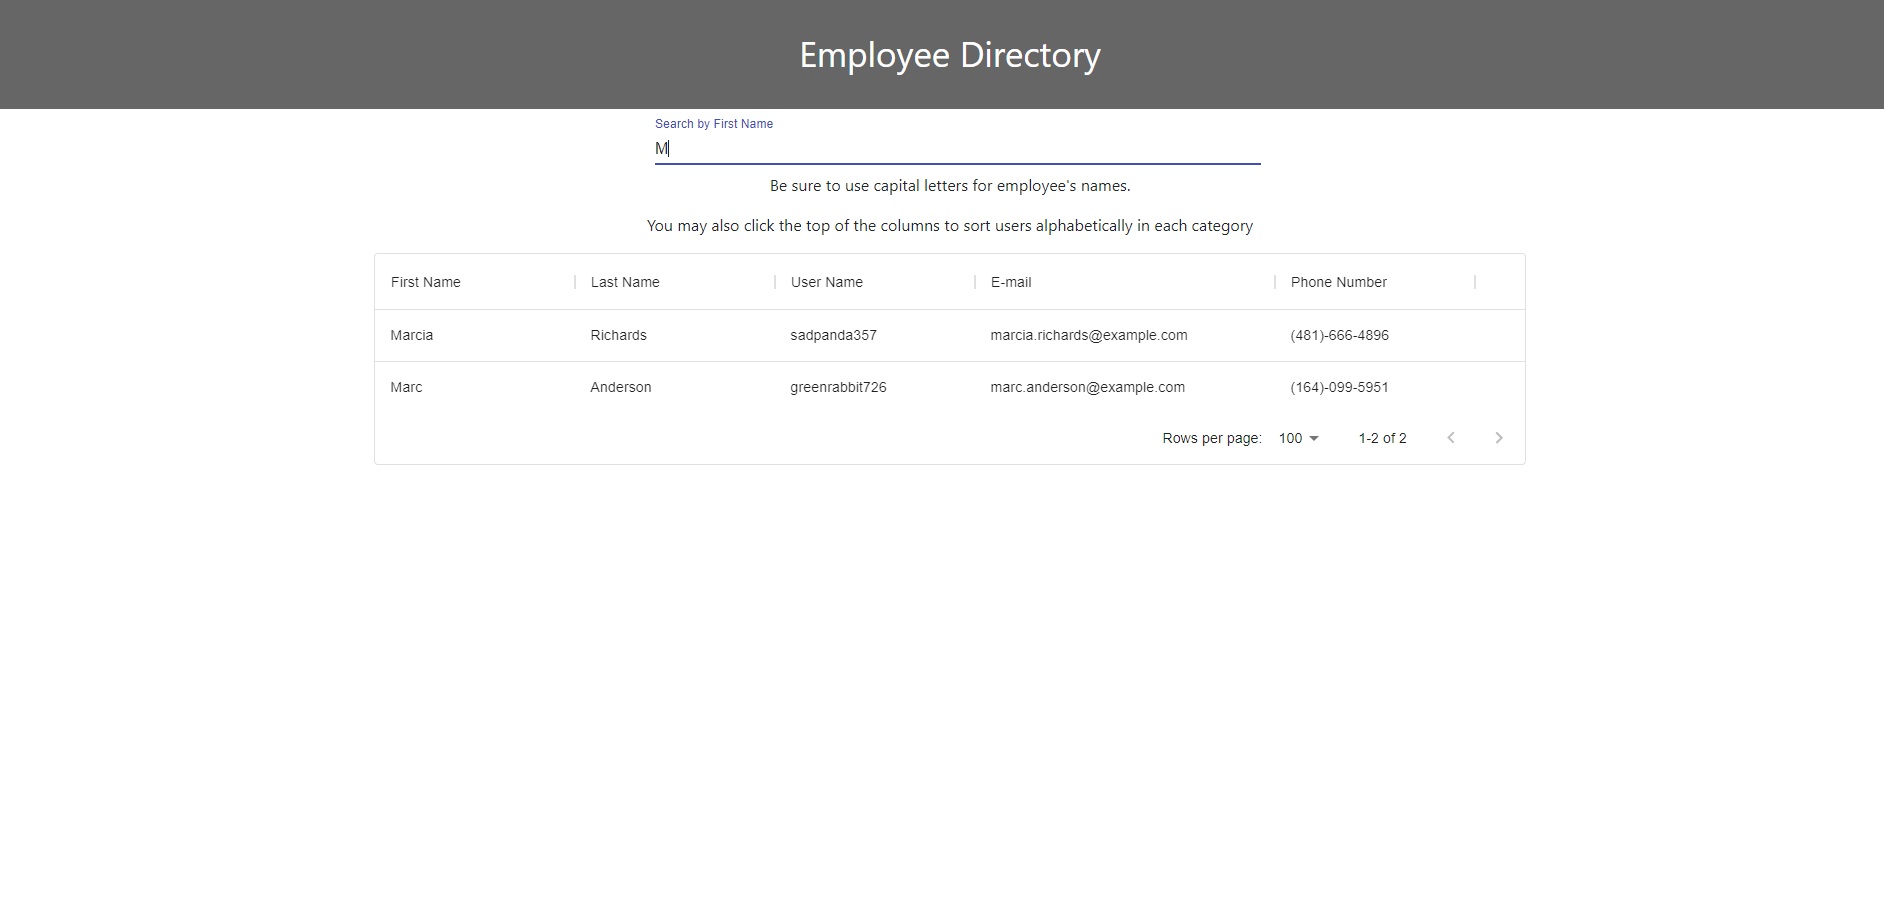 Employee Directory
Search by First Name
M
Be sure to use capital letters for employee's names.
You may also click the top of the columns to sort users alphabetically in each category
First Name Last Name User Name E-mail Phone Number
Marcia Richards sadpanda357 marcia.richards@example.com (481)-666-4896
Marc Anderson greenrabbit726 marc.anderson@example.com (164)-099-5951
Rows per page: 100 1-2 of 2